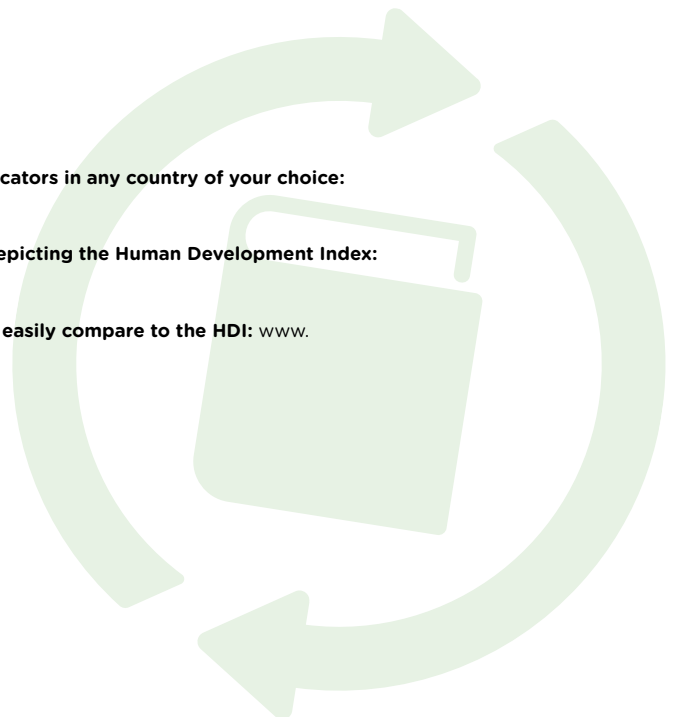 cators in any country of your choice:
epicting the Human Development Index:
easily compare to the HDI: www.